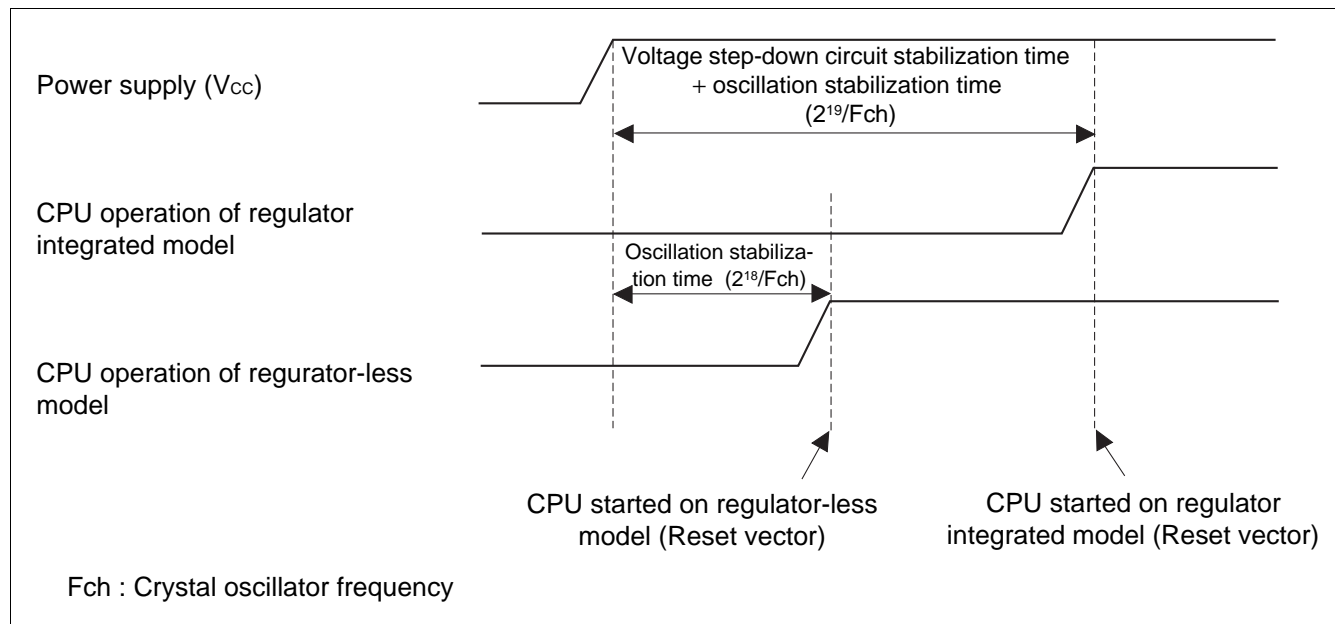 Power supply (Vcc)
Voltage step-down circuit stabilization time
+ oscillation stabilization time
(2¹⁹/Fch)
CPU operation of regulator
integrated model
Oscillation stabiliza-
tion time (2¹⁸/Fch)
CPU operation of regurator-less
model
CPU started on regulator-less
model (Reset vector)
CPU started on regulator
integrated model (Reset vector)
Fch : Crystal oscillator frequency